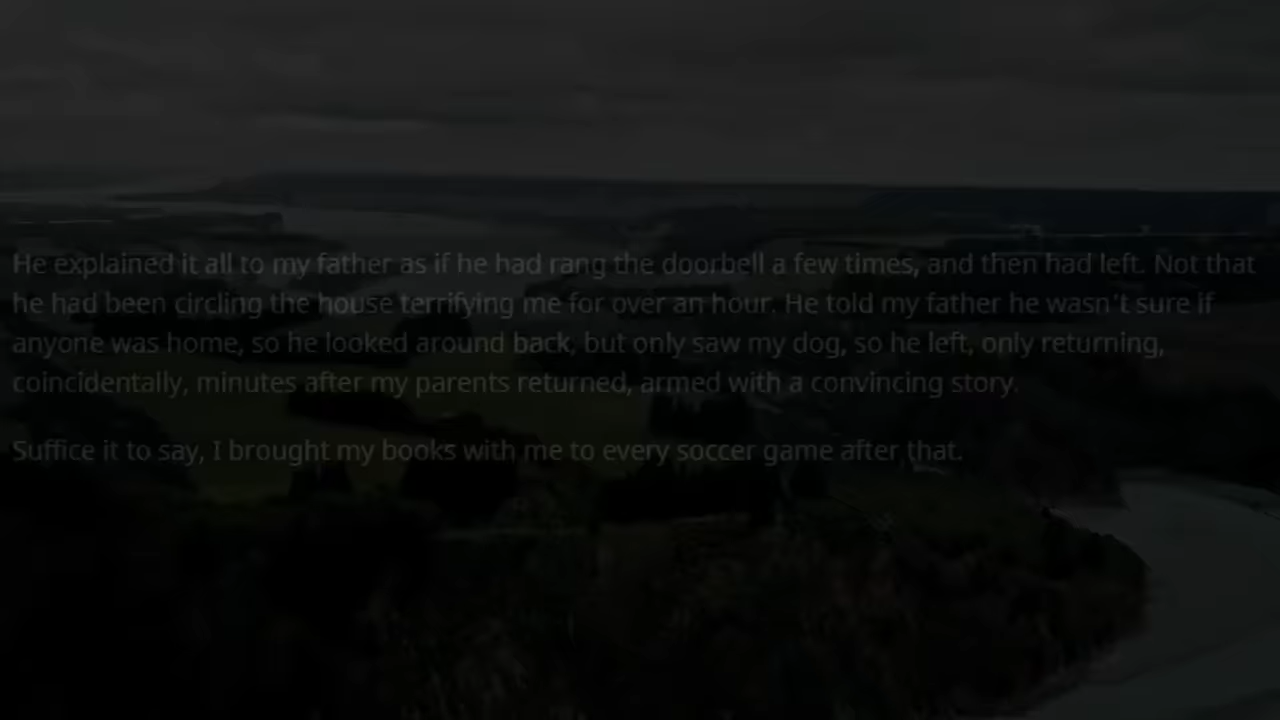 He explained it all to my father as if he had rang the doorbell a few times, and then had left. Not that
he had been circling the house terrifying me for over an hour. He told my father he wasn't sure if
anyone was home, so he looked around back, but only saw my dog, so he left, only returning,
coincidentally, minutes after my parents returned, armed with a convincing story.
Suffice it to say, I brought my books with me to every soccer game after that.